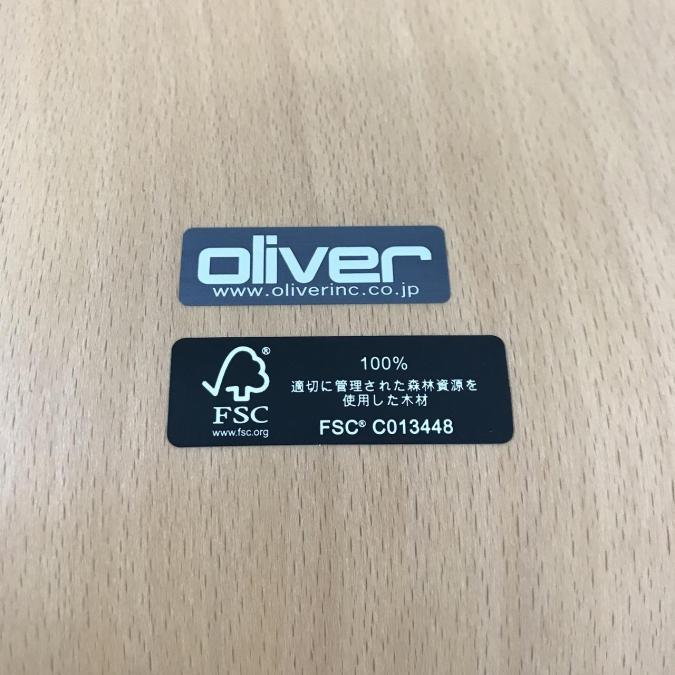 oliver
www.oliverinc.co.jp
FSC
www.fsc.org
®
100%
適切に管理された森林資源を
使用した木材
FSC® C013448